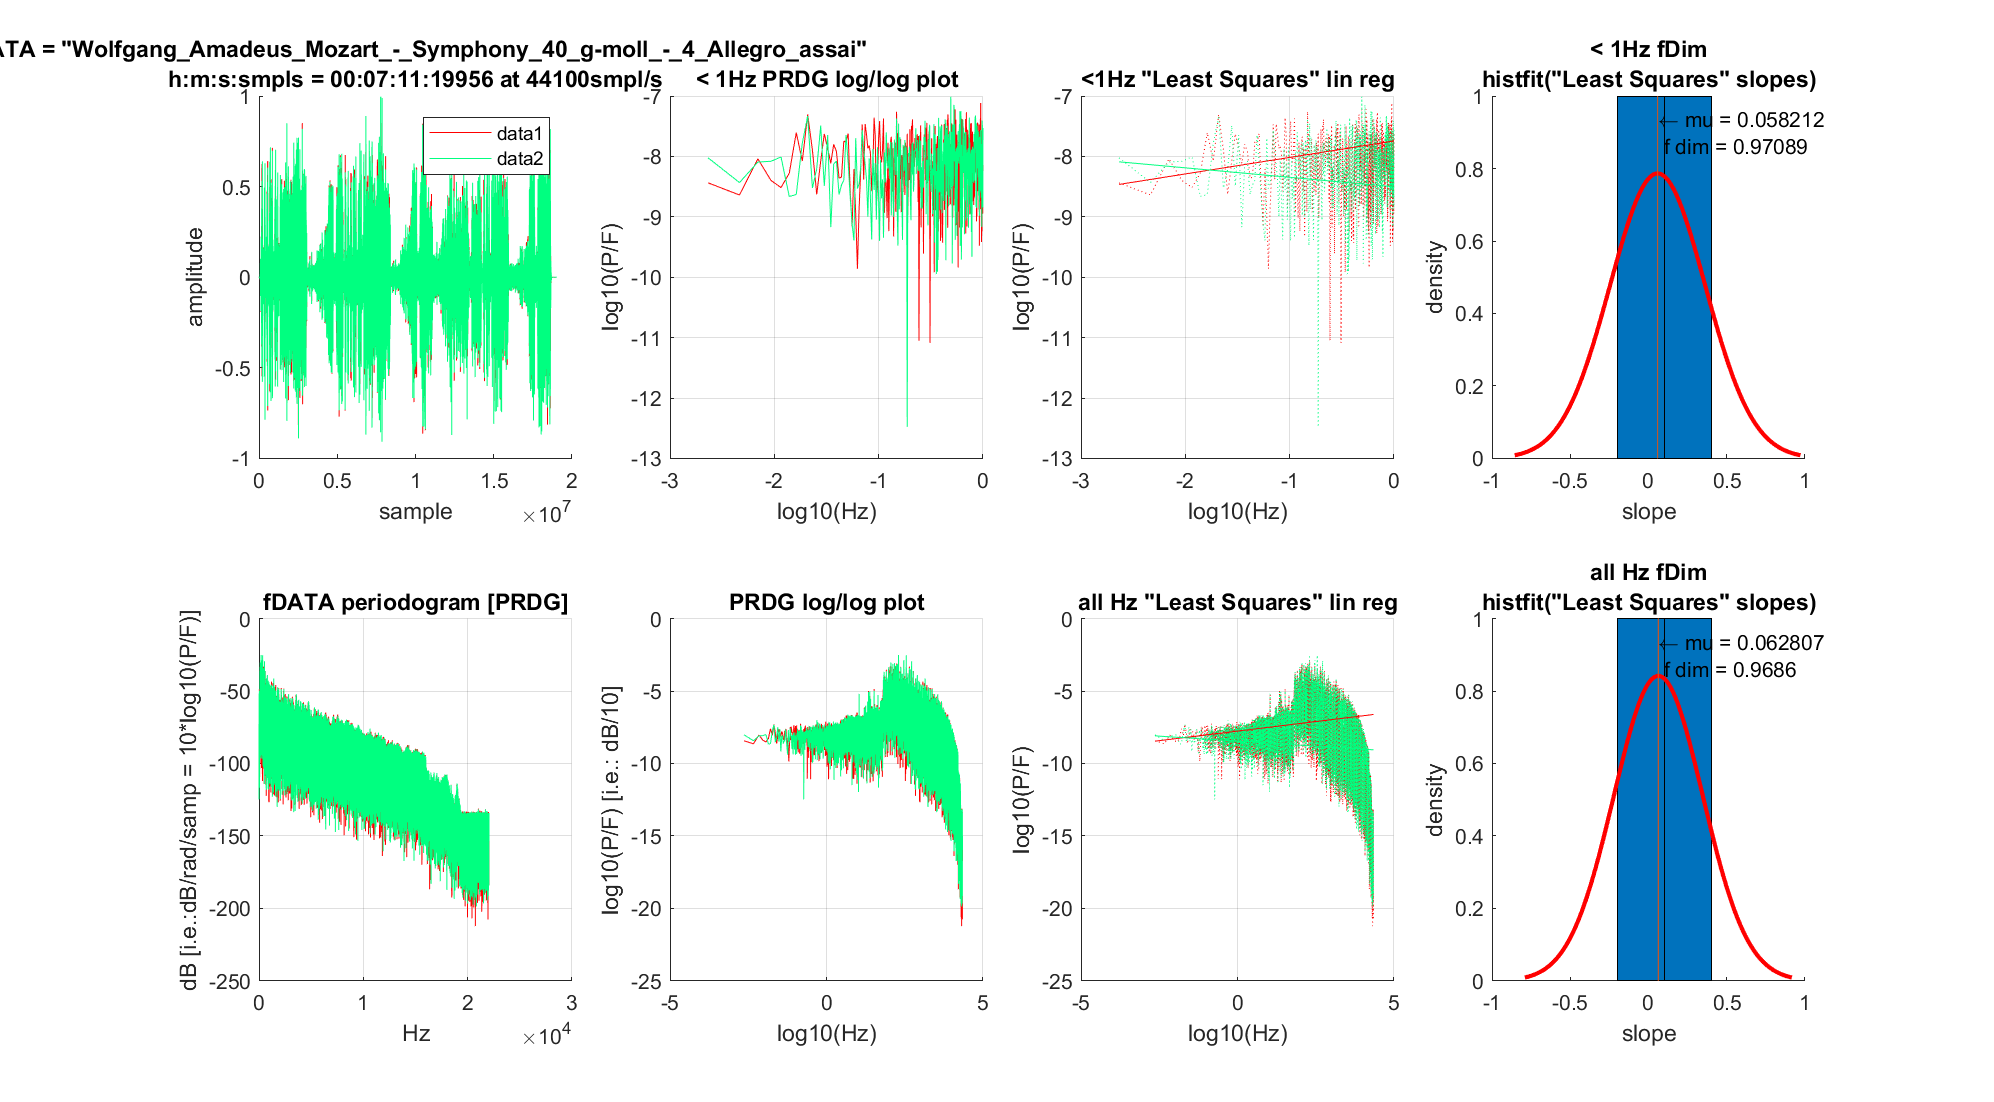 ATA = "Wolfgang_Amadeus_Mozart_-_Symphony_40_g-moll_-_4_Allegro_assai"
h:m:s:smpls = 00:07:11:19956 at 44100smpl/s
1
0.5
0
-0.5
-1
amplitude
data1
data2
0
0.5
1
1.5
2
×10^7
sample
< 1Hz PRDG log/log plot
-7
-8
-9
-10
-11
-12
-13
log10(P/F)
-3
-2
-1
0
log10(Hz)
<1Hz "Least Squares" lin reg
-7
-8
-9
-10
-11
-12
-13
log10(P/F)
-3
-2
-1
0
log10(Hz)
< 1Hz fDim
histfit("Least Squares" slopes)
1
0.8
0.6
0.4
0.2
0
density
← mu = 0.058212
f dim = 0.97089
-1
-0.5
0
0.5
1
slope
fDATA periodogram [PRDG]
0
-50
-100
-150
-200
-250
dB [i.e.:dB/rad/samp = 10*log10(P/F)]
0
1
2
3
×10^4
Hz
PRDG log/log plot
0
-5
-10
-15
-20
-25
log10(P/F) [i.e.: dB/10]
-5
0
5
log10(Hz)
all Hz "Least Squares" lin reg
0
-5
-10
-15
-20
-25
log10(P/F)
-5
0
5
log10(Hz)
all Hz fDim
histfit("Least Squares" slopes)
1
0.8
0.6
0.4
0.2
0
density
← mu = 0.062807
f dim = 0.9686
-1
-0.5
0
0.5
1
slope